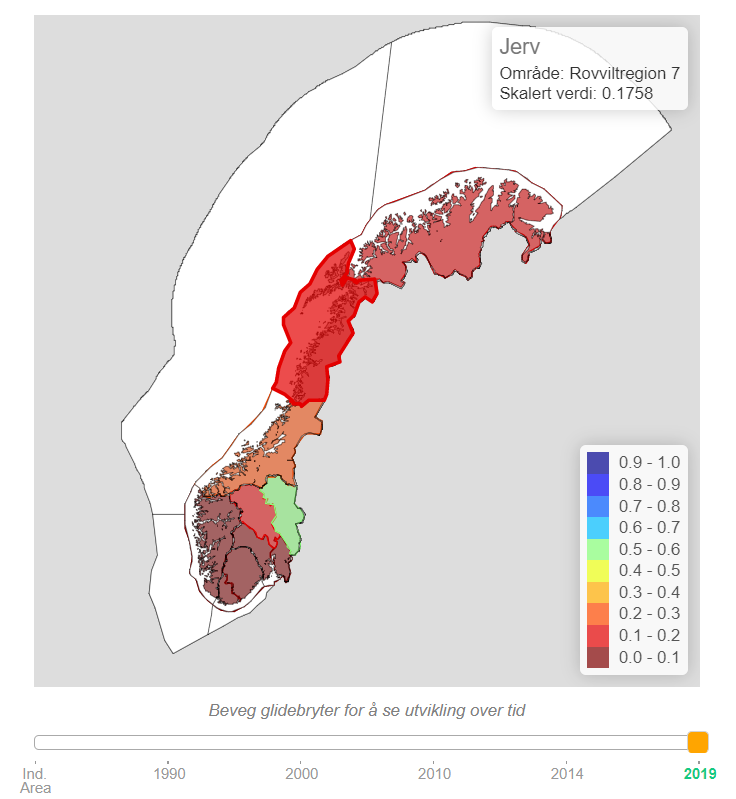 Jerv
Område: Rovviltregion 7
Skalert verdi: 0.1758
0.9 - 1.0
0.8 - 0.9
0.7 - 0.8
0.6 - 0.7
0.5 - 0.6
0.4 - 0.5
0.3 - 0.4
0.2 - 0.3
0.1 - 0.2
0.0 - 0.1
Beveg glidebryter for å se utvikling over tid
Ind. 1990 2000 2010 2014 2019
Area